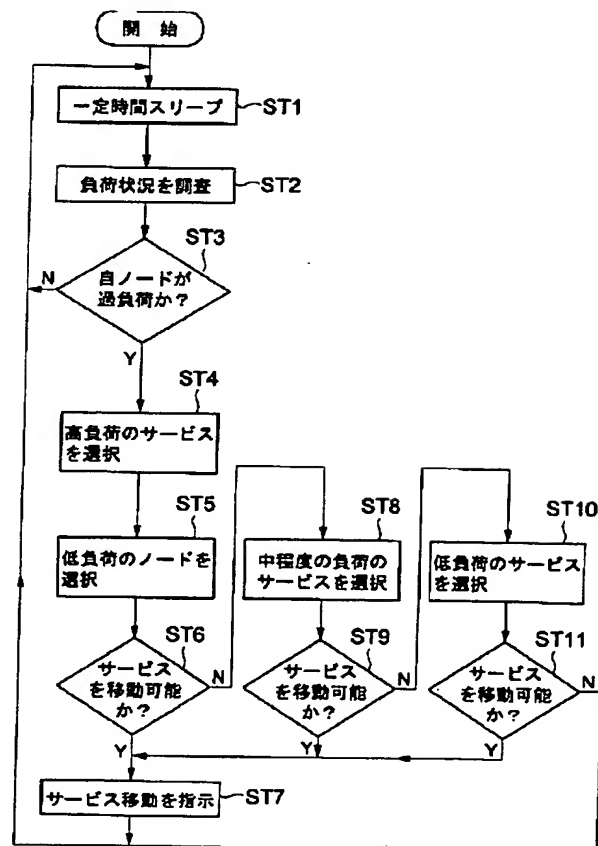 開始
一定時間スリープ
ST1
負荷状況を調査
ST2
ST3
自ノードが
過負荷か?
N
Y
ST4
高負荷のサービス
を選択
ST5
低負荷のノードを
選択
ST6
サービス
を移動可能
か?
N
Y
ST8
中程度の負荷の
サービスを選択
ST9
サービス
を移動可能
か?
N
Y
ST10
低負荷のサービス
を選択
ST11
サービス
を移動可能
か?
N
Y
サービス移動を指示
ST7